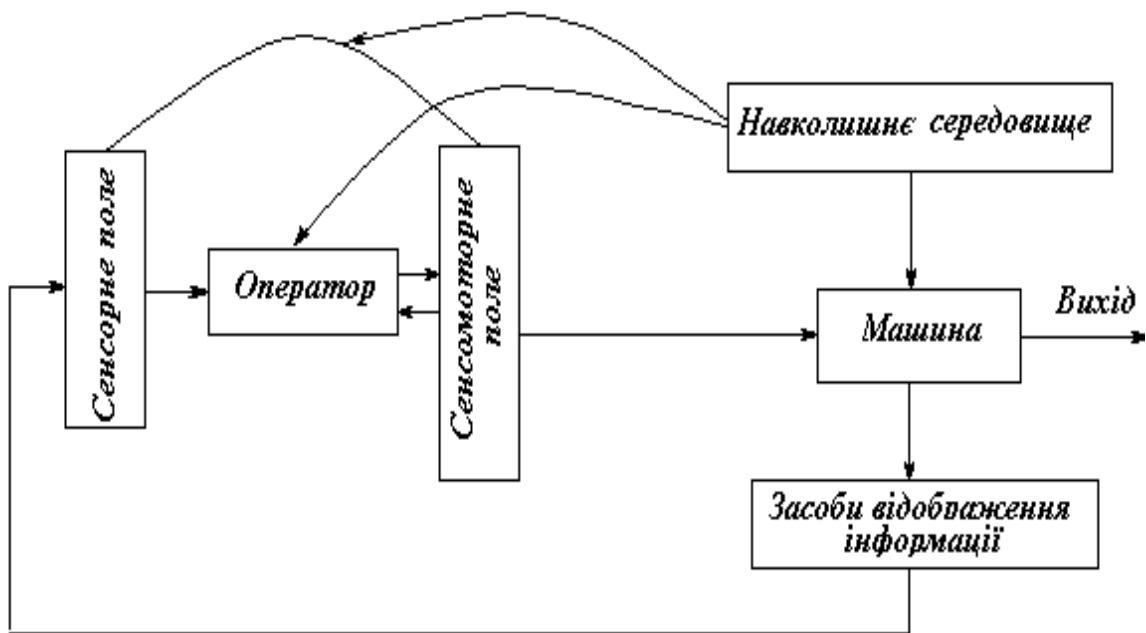 Навколишнє середовище
Сенсорне поле
Оператор
Сенсомоторне
поле
Машина
Вихід
Засоби відображення
інформації